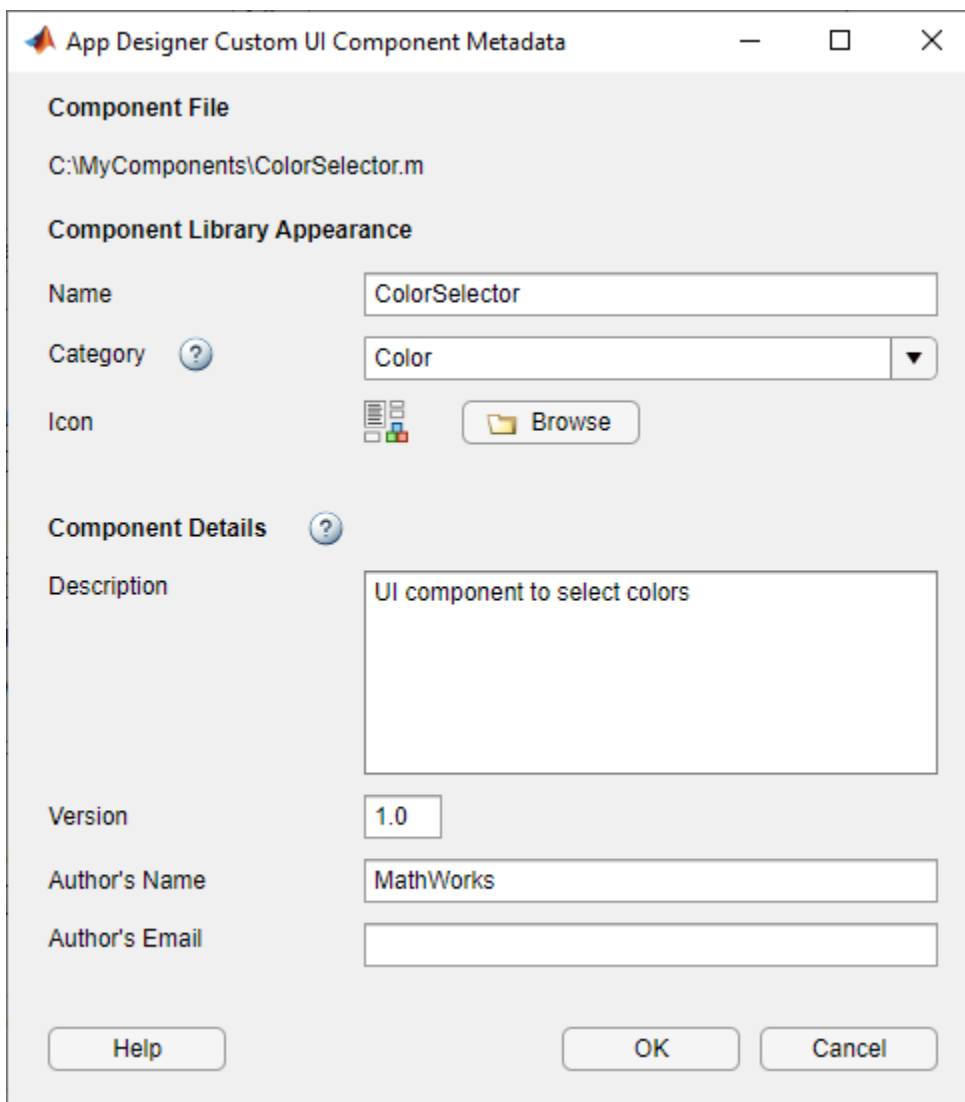 App Designer Custom UI Component Metadata
Component File
C:\MyComponents\ColorSelector.m
Component Library Appearance
Name ColorSelector
Category ? Color
Icon Browse
Component Details ?
Description UI component to select colors
Version 1.0
Author's Name MathWorks
Author's Email
Help OK Cancel